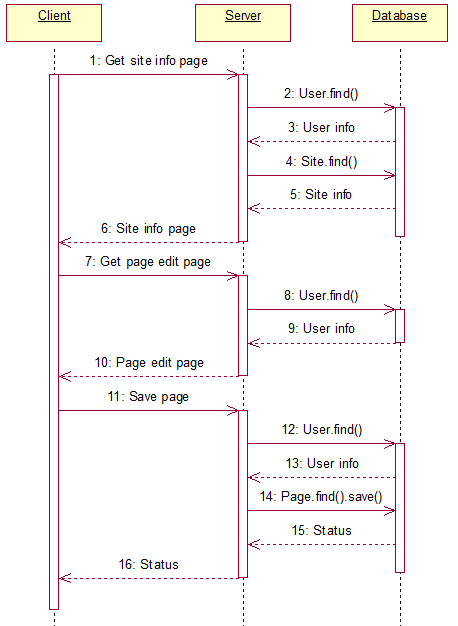 Client
Server
Database
1: Get site info page
2: User.find()
3: User info
4: Site.find()
5: Site info
6: Site info page
7: Get page edit page
8: User.find()
9: User info
10: Page edit page
11: Save page
12: User.find()
13: User info
14: Page.find().save()
15: Status
16: Status